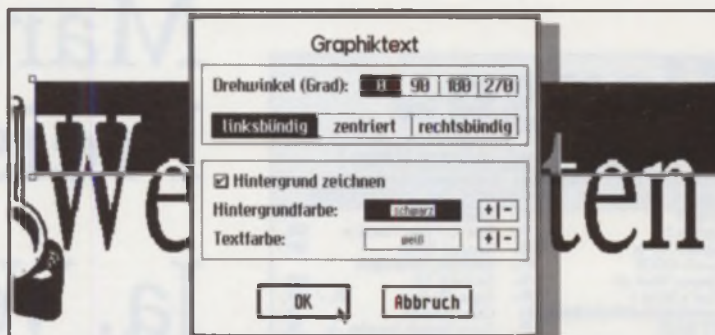 Graphiktext
Drehwinkel (Grad): 0 90 180 270
linksbündig zentriert rechtsbündig
We ten
Hintergrund zeichnen
Hintergrundfarbe: schwarz + -
Textfarbe: weiß + -
OK Abbruch